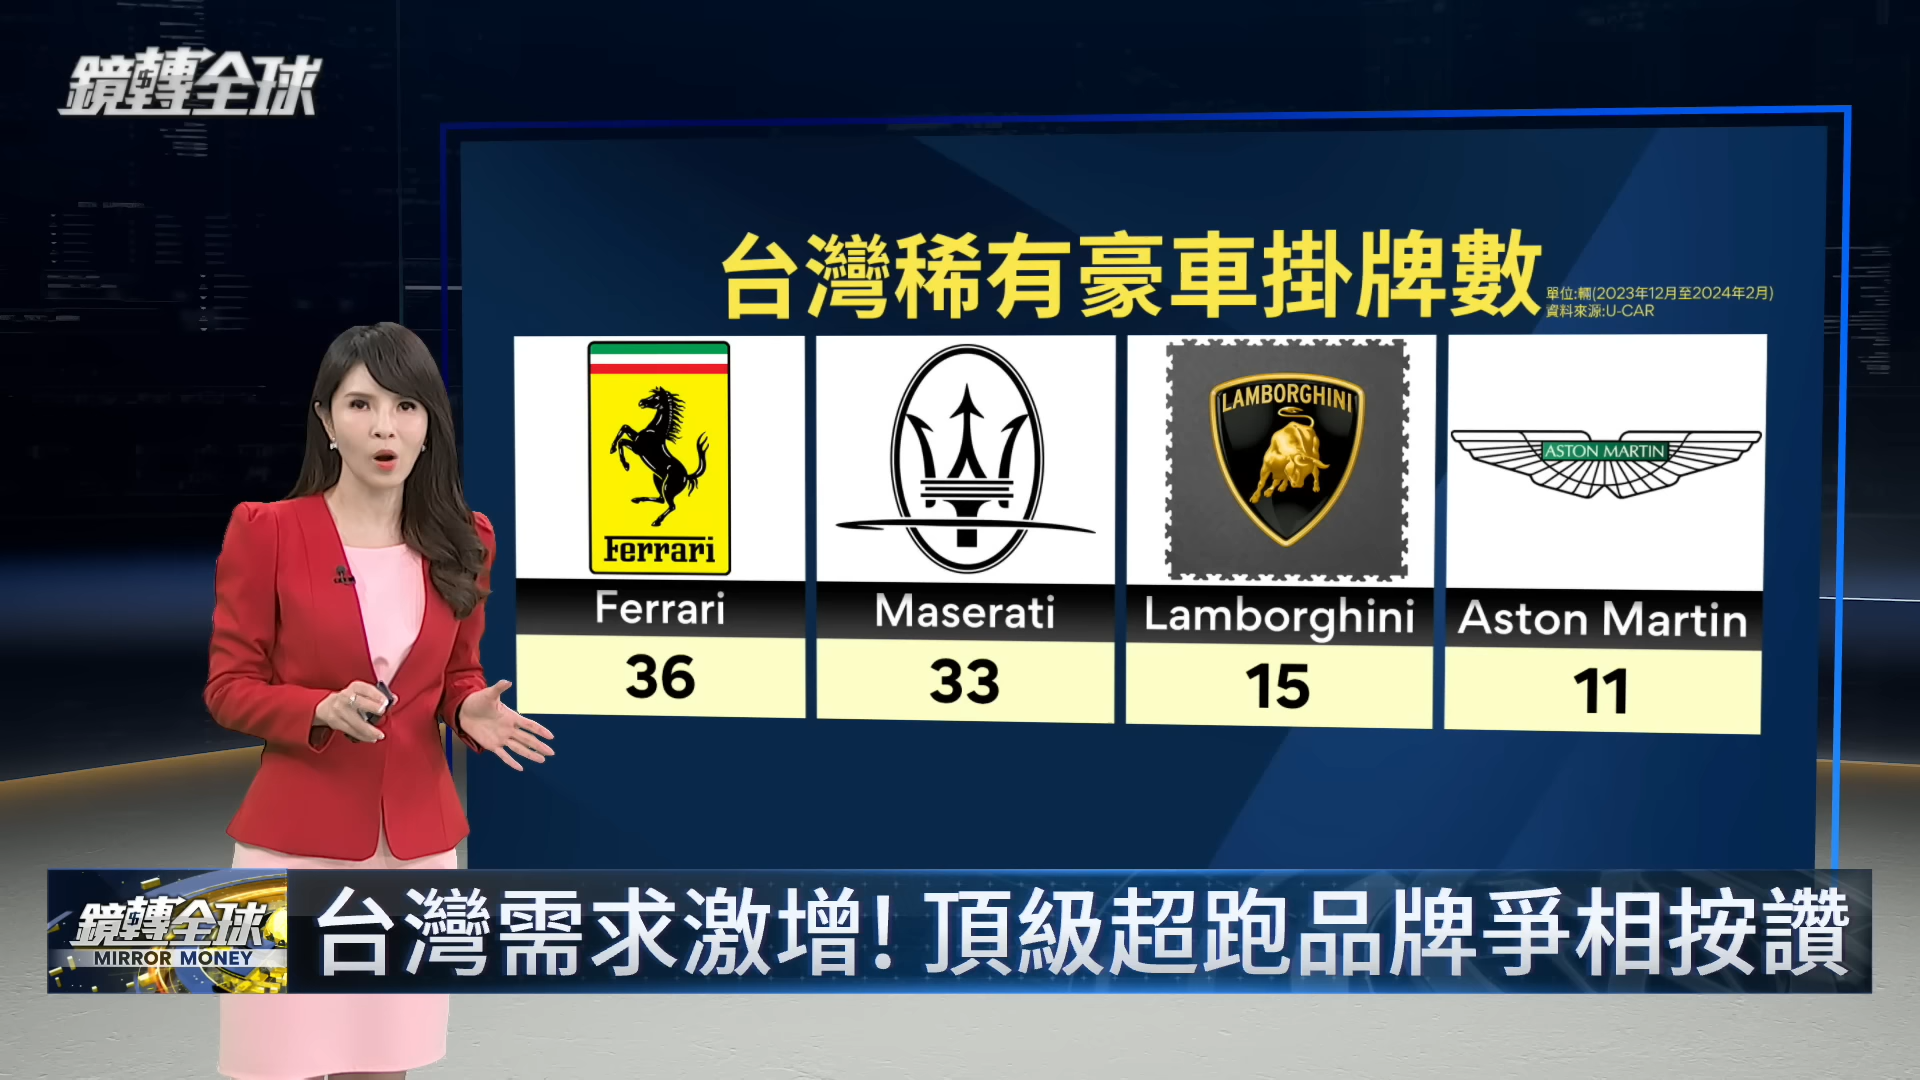 鏡轉全球
台灣稀有豪車掛牌數
單位:輛(2023年12月至2024年2月)
資料來源:U-CAR
Ferrari
LAMBORGHINI
ASTON MARTIN
Ferrari
Maserati
Lamborghini
Aston Martin
36
33
15
11
鏡轉全球
MIRROR MONEY
台灣需求激增! 頂級超跑品牌爭相按讚